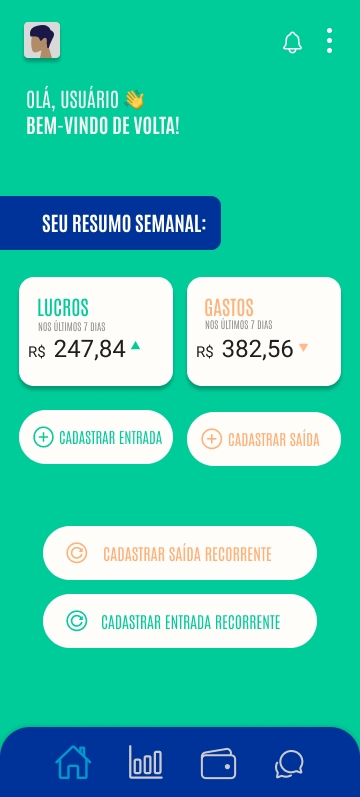 OLÁ, USUÁRIO 👋
BEM-VINDO DE VOLTA!
SEU RESUMO SEMANAL:
LUCROS
NOS ÚLTIMOS 7 DIAS
R$ 247,84
GASTOS
NOS ÚLTIMOS 7 DIAS
R$ 382,56
CADASTRAR ENTRADA
CADASTRAR SAÍDA
CADASTRAR SAÍDA RECORRENTE
CADASTRAR ENTRADA RECORRENTE